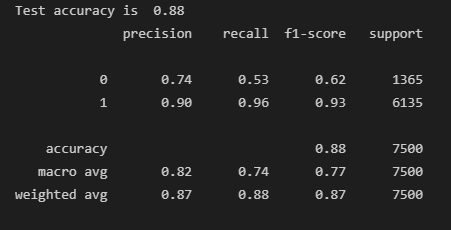 Test accuracy is  0.88
              precision    recall  f1-score   support

           0       0.74      0.53      0.62      1365
           1       0.90      0.96      0.93      6135

    accuracy                           0.88      7500
   macro avg       0.82      0.74      0.77      7500
weighted avg       0.87      0.88      0.87      7500